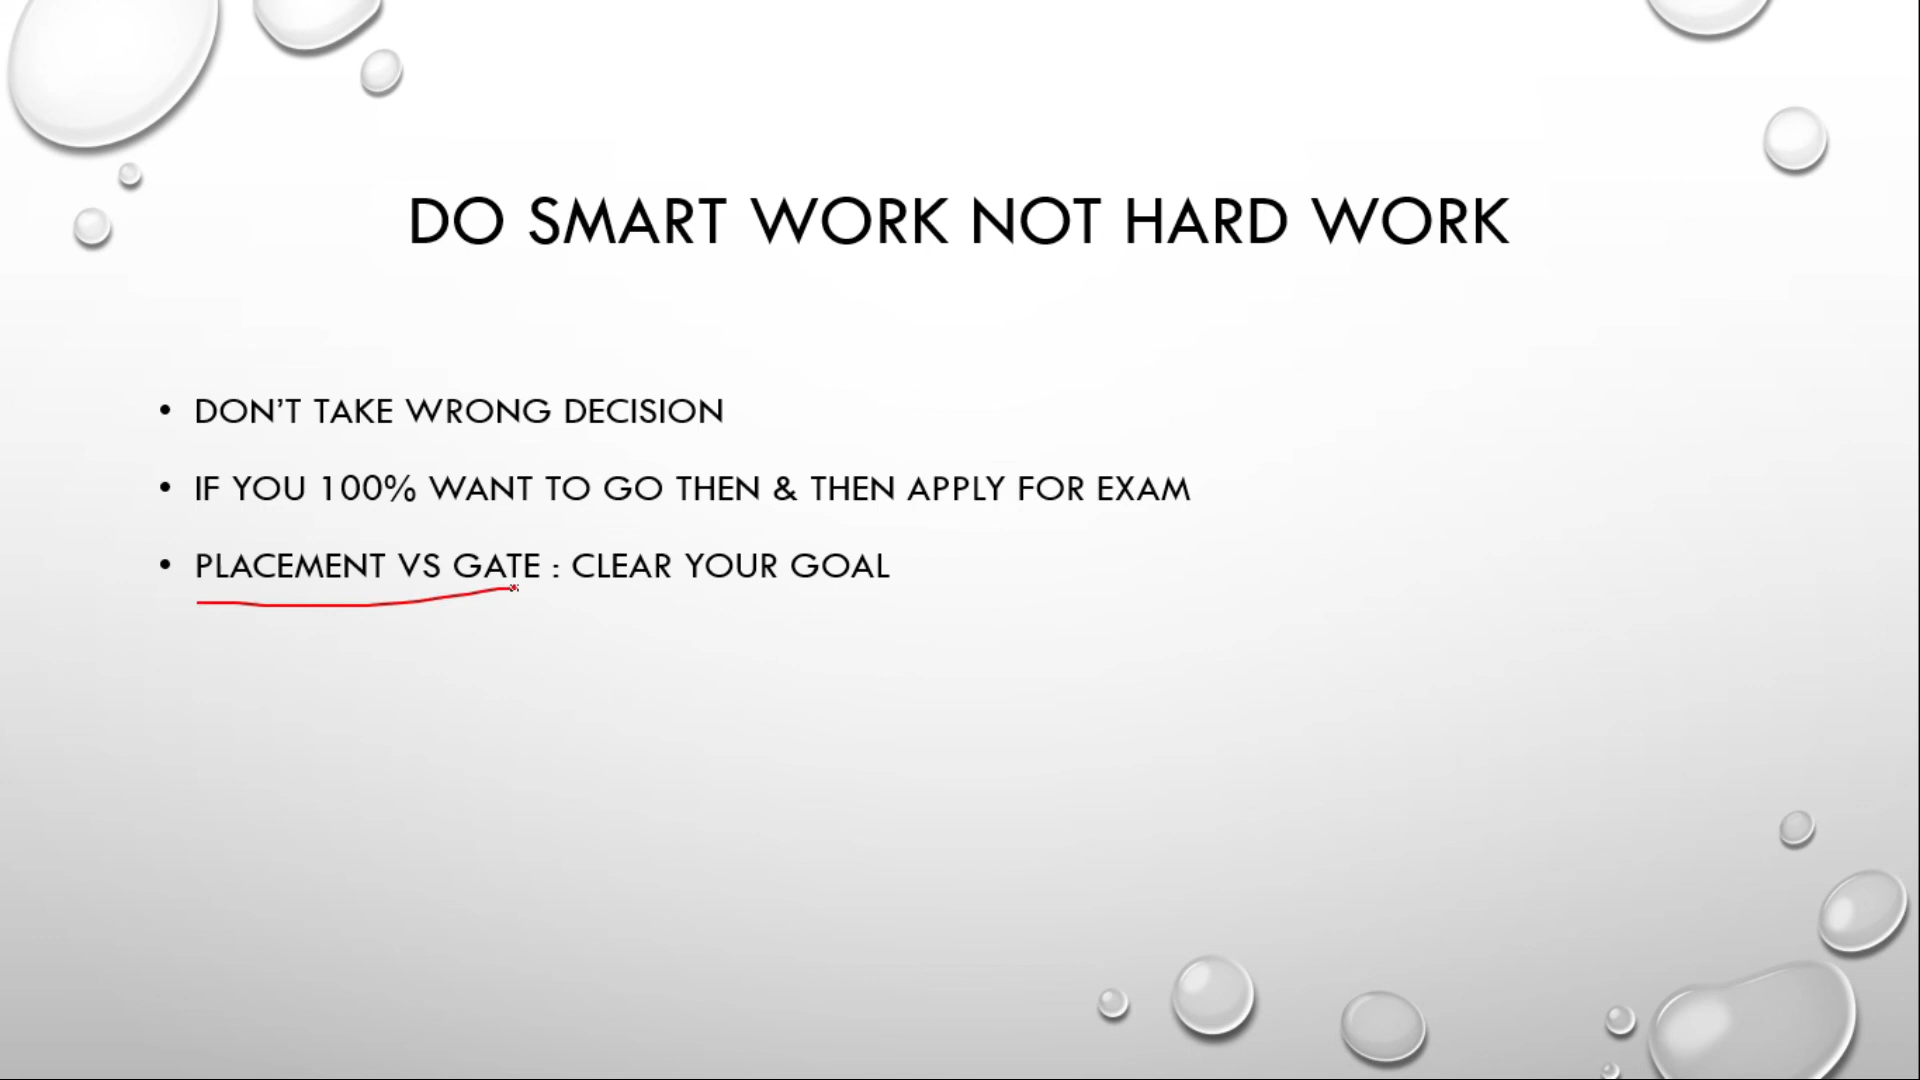 DO SMART WORK NOT HARD WORK
• DON'T TAKE WRONG DECISION
• IF YOU 100% WANT TO GO THEN & THEN APPLY FOR EXAM
• PLACEMENT VS GATE : CLEAR YOUR GOAL